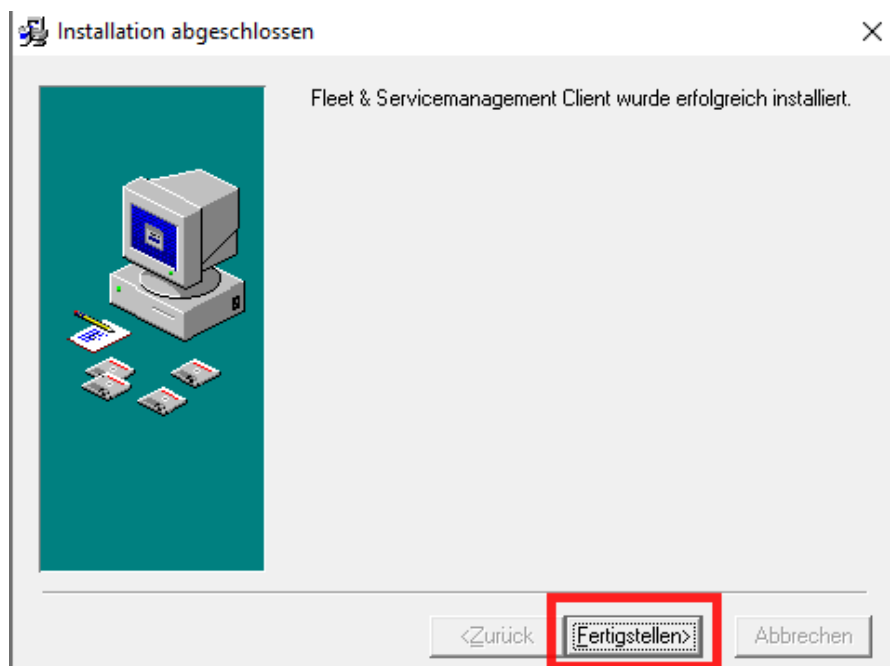 Installation abgeschlossen
Fleet & Servicemanagement Client wurde erfolgreich installiert.
<Zurück
Fertigstellen>
Abbrechen